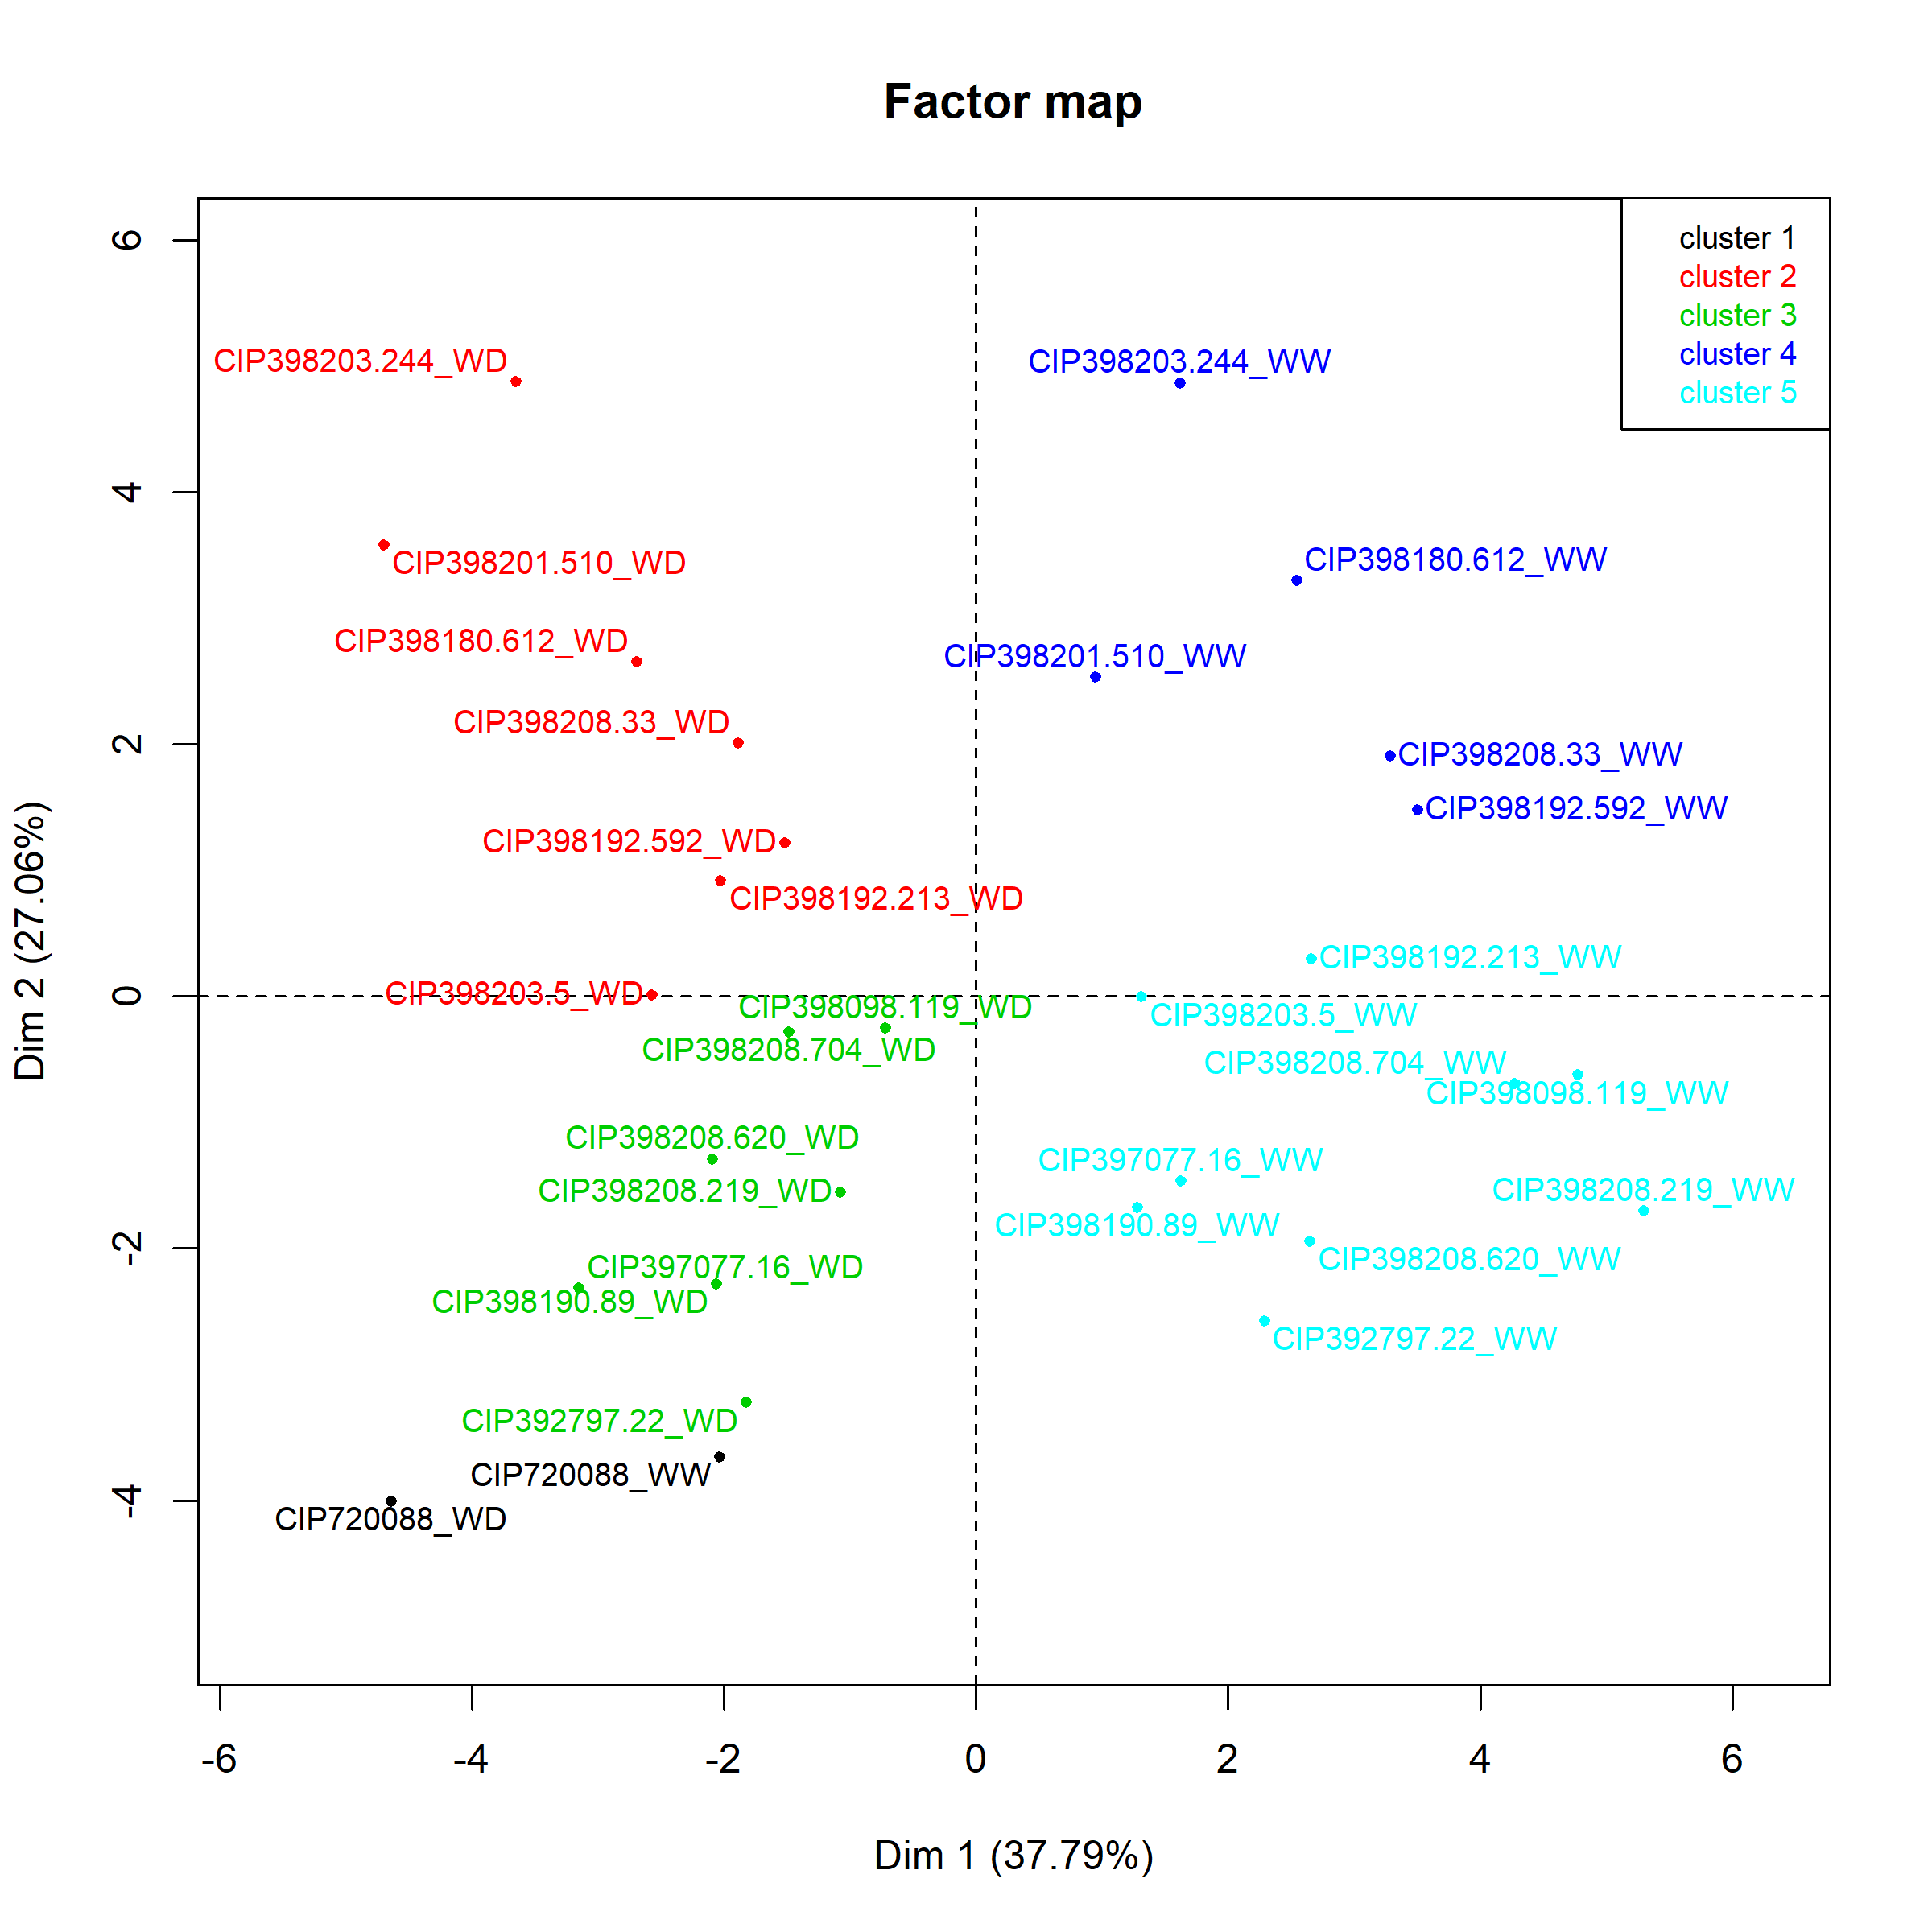 Factor map
cluster 1
cluster 2
cluster 3
cluster 4
cluster 5
6
4
2
0
-2
-4
Dim 2 (27.06%)
CIP398203.244_WD
CIP398203.244_WW
CIP398201.510_WD
CIP398180.612_WW
CIP398180.612_WD
CIP398201.510_WW
CIP398208.33_WD
CIP398208.33_WW
CIP398192.592_WW
CIP398192.592_WD
CIP398192.213_WD
CIP398192.213_WW
CIP398203.5_WD
CIP398098.119_WD
CIP398203.5_WW
CIP398208.704_WD
CIP398208.704_WW
CIP398098.119_WW
CIP398208.620_WD
CIP397077.16_WW
CIP398208.219_WD
CIP398208.219_WW
CIP398190.89_WW
CIP398208.620_WW
CIP397077.16_WD
CIP398190.89_WD
CIP392797.22_WW
CIP392797.22_WD
CIP720088_WW
CIP720088_WD
-6
-4
-2
0
2
4
6
Dim 1 (37.79%)